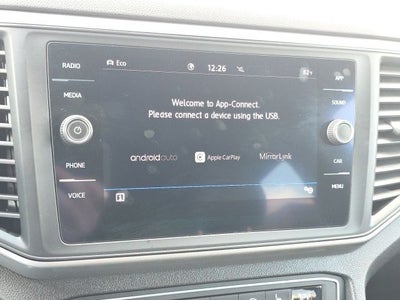 RADIO
MEDIA
PHONE
VOICE
Eco
12:26
Welcome to App-Connect.
Please connect a device using the USB.
androidauto
Apple CarPlay
MirrorLink
APP
SOUND
CAR
MENU